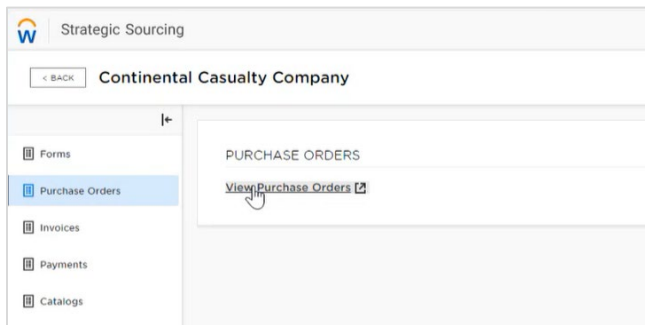 Strategic Sourcing
< BACK Continental Casualty Company
Forms
PURCHASE ORDERS
Purchase Orders
View Purchase Orders
Invoices
Payments
Catalogs